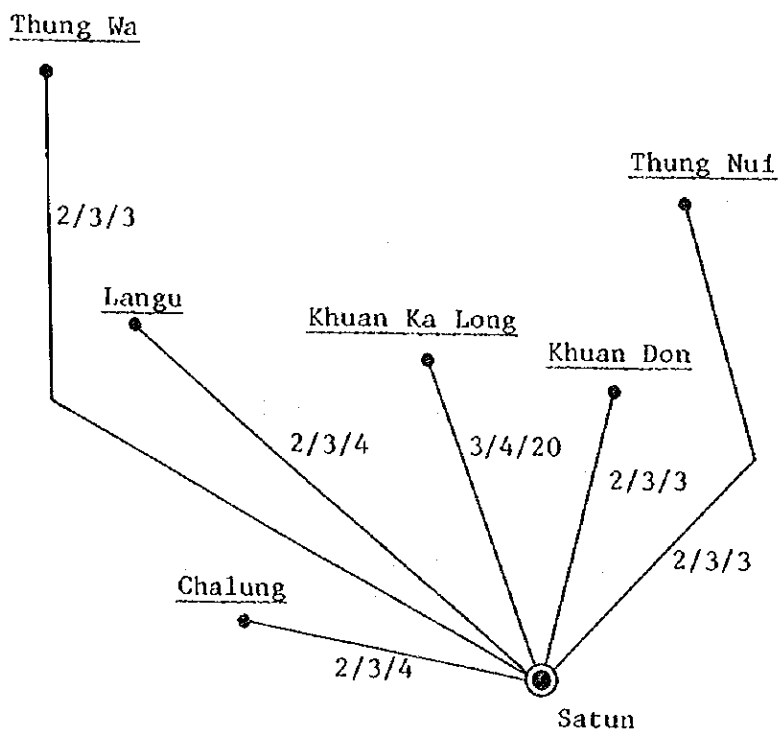 Thung Wa
Thung Nui
2/3/3
Langu
Khuan Ka Long
Khuan Don
2/3/4
3/4/20
2/3/3
2/3/3
Chalung
2/3/4
Satun